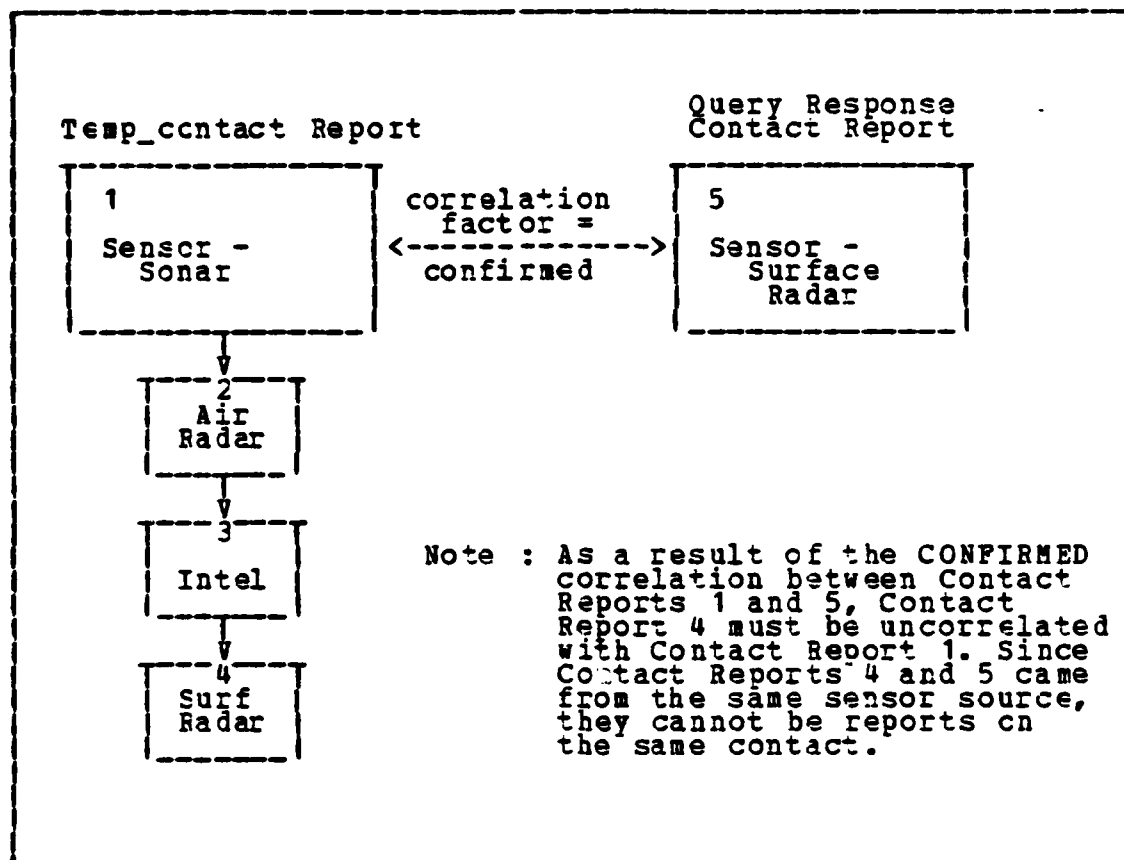 Query Response
Temp_contact Report
Contact Report
1
Sensor -
Sonar
correlation
factor =
<------------>
confirmed
5
Sensor -
Surface
Radar
2
Air
Radar
3
Intel
4
Surf
Radar
Note : As a result of the CONFIRMED
correlation between Contact
Reports 1 and 5, Contact
Report 4 must be uncorrelated
with Contact Report 1. Since
Contact Reports 4 and 5 came
from the same sensor source,
they cannot be reports on
the same contact.